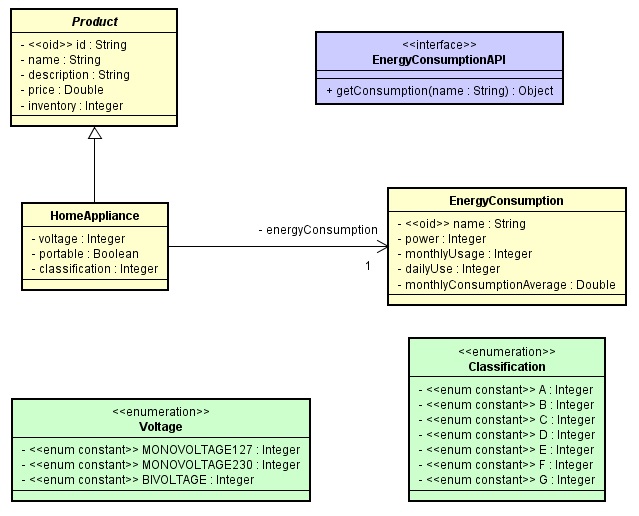 Product
- <<oid>> id : String
- name : String
- description : String
- price : Double
- inventory : Integer
<<interface>>
EnergyConsumptionAPI
+ getConsumption(name : String) : Object
HomeAppliance
- voltage : Integer
- portable : Boolean
- classification : Integer
- energyConsumption
1
EnergyConsumption
- <<oid>> name : String
- power : Integer
- monthlyUsage : Integer
- dailyUse : Integer
- monthlyConsumptionAverage : Double
<<enumeration>>
Voltage
- <<enum constant>> MONOVOLTAGE127 : Integer
- <<enum constant>> MONOVOLTAGE230 : Integer
- <<enum constant>> BIVOLTAGE : Integer
<<enumeration>>
Classification
- <<enum constant>> A : Integer
- <<enum constant>> B : Integer
- <<enum constant>> C : Integer
- <<enum constant>> D : Integer
- <<enum constant>> E : Integer
- <<enum constant>> F : Integer
- <<enum constant>> G : Integer